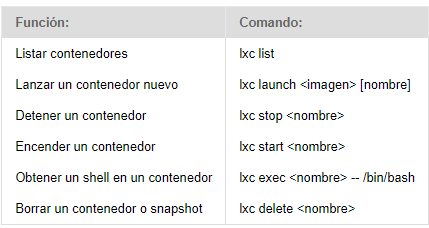 Función: Comando:
Listar contenedores lxc list
Lanzar un contenedor nuevo lxc launch <imagen> [nombre]
Detener un contenedor lxc stop <nombre>
Encender un contenedor lxc start <nombre>
Obtener un shell en un contenedor lxc exec <nombre> -- /bin/bash
Borrar un contenedor o snapshot lxc delete <nombre>